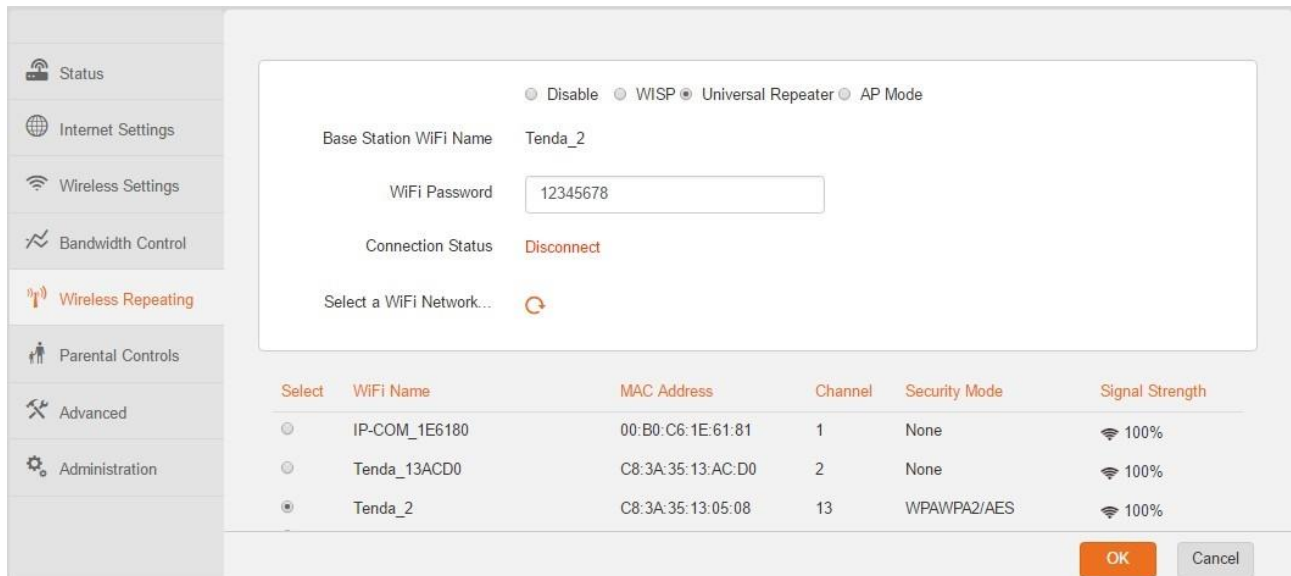 Status
Internet Settings
Wireless Settings
Bandwidth Control
Wireless Repeating
Parental Controls
Advanced
Administration
Disable WISP Universal Repeater AP Mode
Base Station WiFi Name Tenda_2
WiFi Password 12345678
Connection Status Disconnect
Select a WiFi Network...
Select WiFi Name MAC Address Channel Security Mode Signal Strength
IP-COM_1E6180 00:B0:C6:1E:61:81 1 None 100%
Tenda_13ACD0 C8:3A:35:13:AC:D0 2 None 100%
Tenda_2 C8:3A:35:13:05:08 13 WPAWPA2/AES 100%
OK Cancel